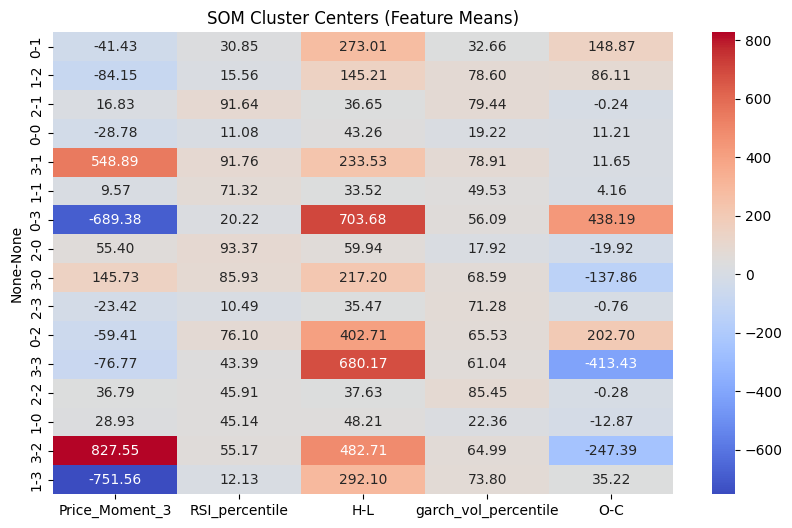 SOM Cluster Centers (Feature Means)
0-1 -41.43 30.85 273.01 32.66 148.87
1-2 -84.15 15.56 145.21 78.60 86.11
2-1 16.83 91.64 36.65 79.44 -0.24
0-0 -28.78 11.08 43.26 19.22 11.21
3-1 548.89 91.76 233.53 78.91 11.65
1-1 9.57 71.32 33.52 49.53 4.16
0-3 -689.38 20.22 703.68 56.09 438.19
2-0 55.40 93.37 59.94 17.92 -19.92
3-0 145.73 85.93 217.20 68.59 -137.86
2-3 -23.42 10.49 35.47 71.28 -0.76
0-2 -59.41 76.10 402.71 65.53 202.70
3-3 -76.77 43.39 680.17 61.04 -413.43
2-2 36.79 45.91 37.63 85.45 -0.28
1-0 28.93 45.14 48.21 22.36 -12.87
3-2 827.55 55.17 482.71 64.99 -247.39
1-3 -751.56 12.13 292.10 73.80 35.22
None-None
Price_Moment_3 RSI_percentile H-L garch_vol_percentile O-C
800
600
400
200
0
-200
-400
-600